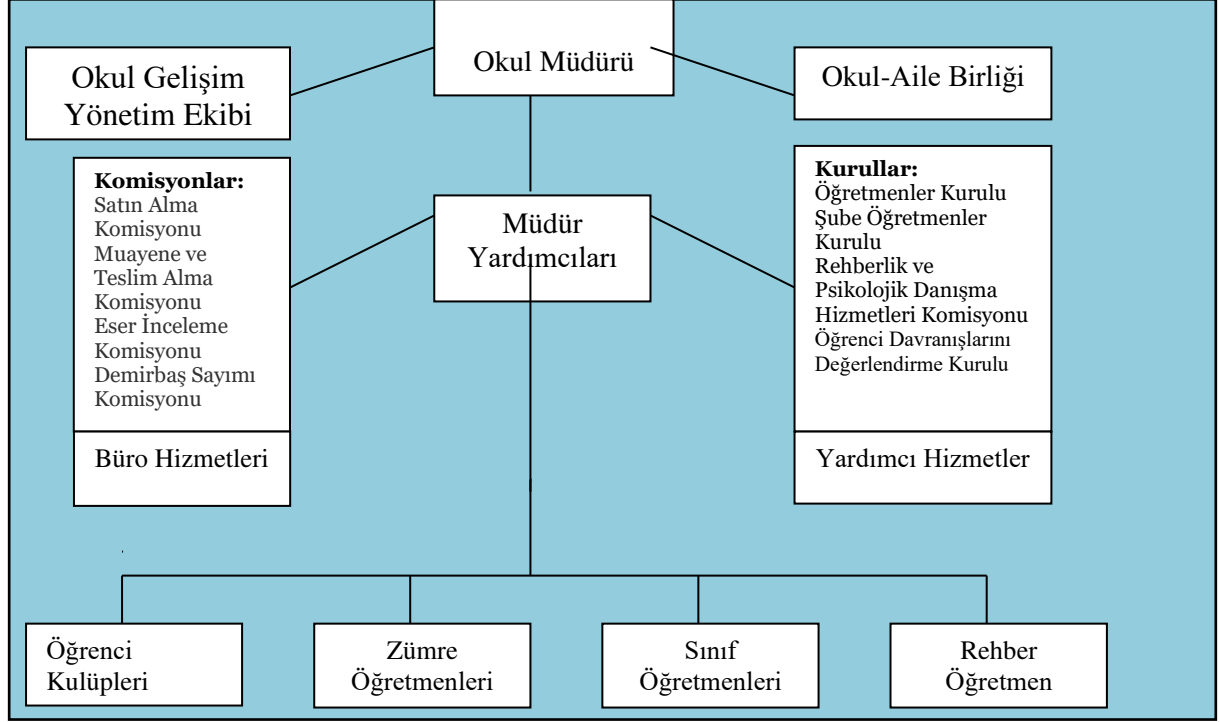 Okul Müdürü
Okul Gelişim
Yönetim Ekibi
Okul-Aile Birliği
Komisyonlar:
Satın Alma
Komisyonu
Muayene ve
Teslim Alma
Komisyonu
Eser İnceleme
Komisyonu
Demirbaş Sayımı
Komisyonu
Büro Hizmetleri
Müdür
Yardımcıları
Kurullar:
Öğretmenler Kurulu
Şube Öğretmenler
Kurulu
Rehberlik ve
Psikolojik Danışma
Hizmetleri Komisyonu
Öğrenci Davranışlarını
Değerlendirme Kurulu
Yardımcı Hizmetler
Öğrenci
Kulüpleri
Zümre
Öğretmenleri
Sınıf
Öğretmenleri
Rehber
Öğretmen